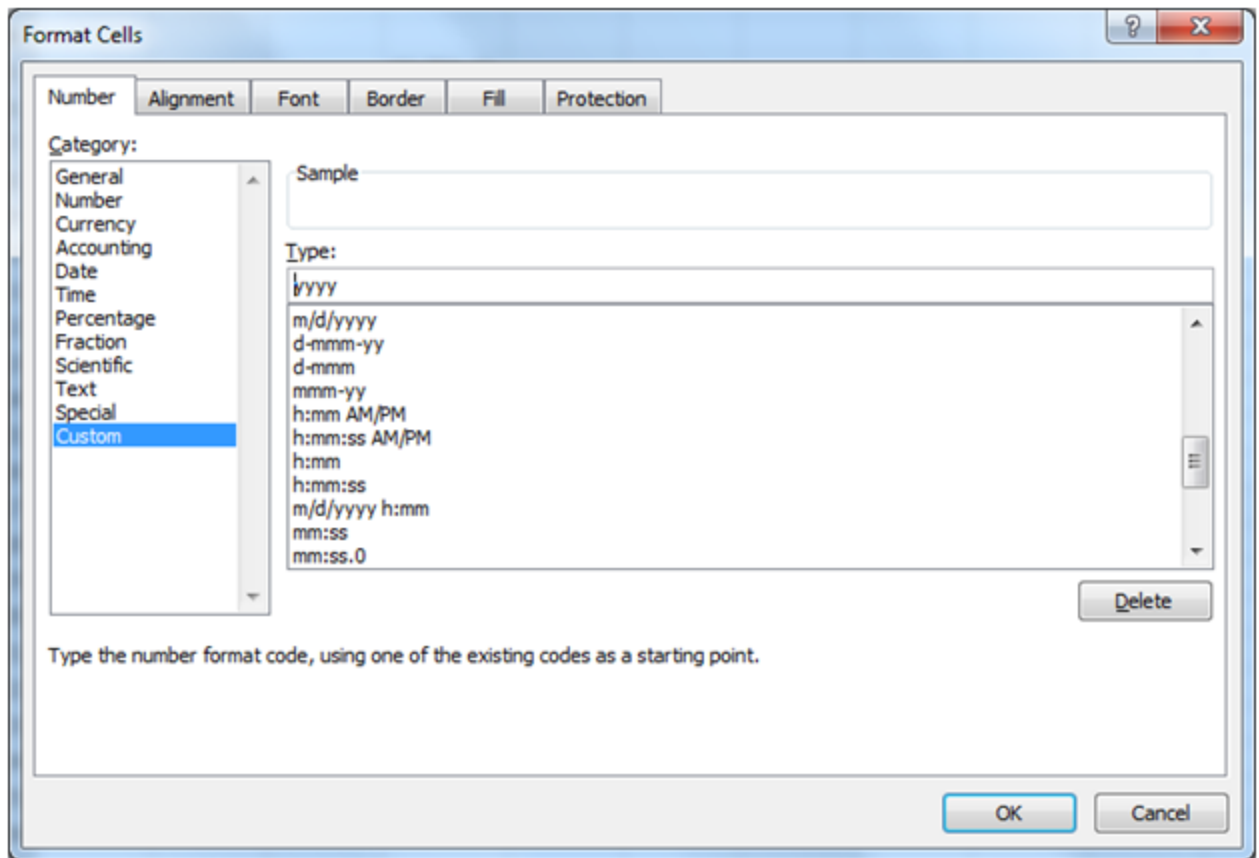 Format Cells
Number Alignment Font Border Fill Protection
Category:
General
Number
Currency
Accounting
Date
Time
Percentage
Fraction
Scientific
Text
Special
Custom
Sample
Type:
yyyy
m/d/yyyy
d-mmm-yy
d-mmm
mmm-yy
h:mm AM/PM
h:mm:ss AM/PM
h:mm
h:mm:ss
m/d/yyyy h:mm
mm:ss
mm:ss.0
Delete
Type the number format code, using one of the existing codes as a starting point.
OK Cancel